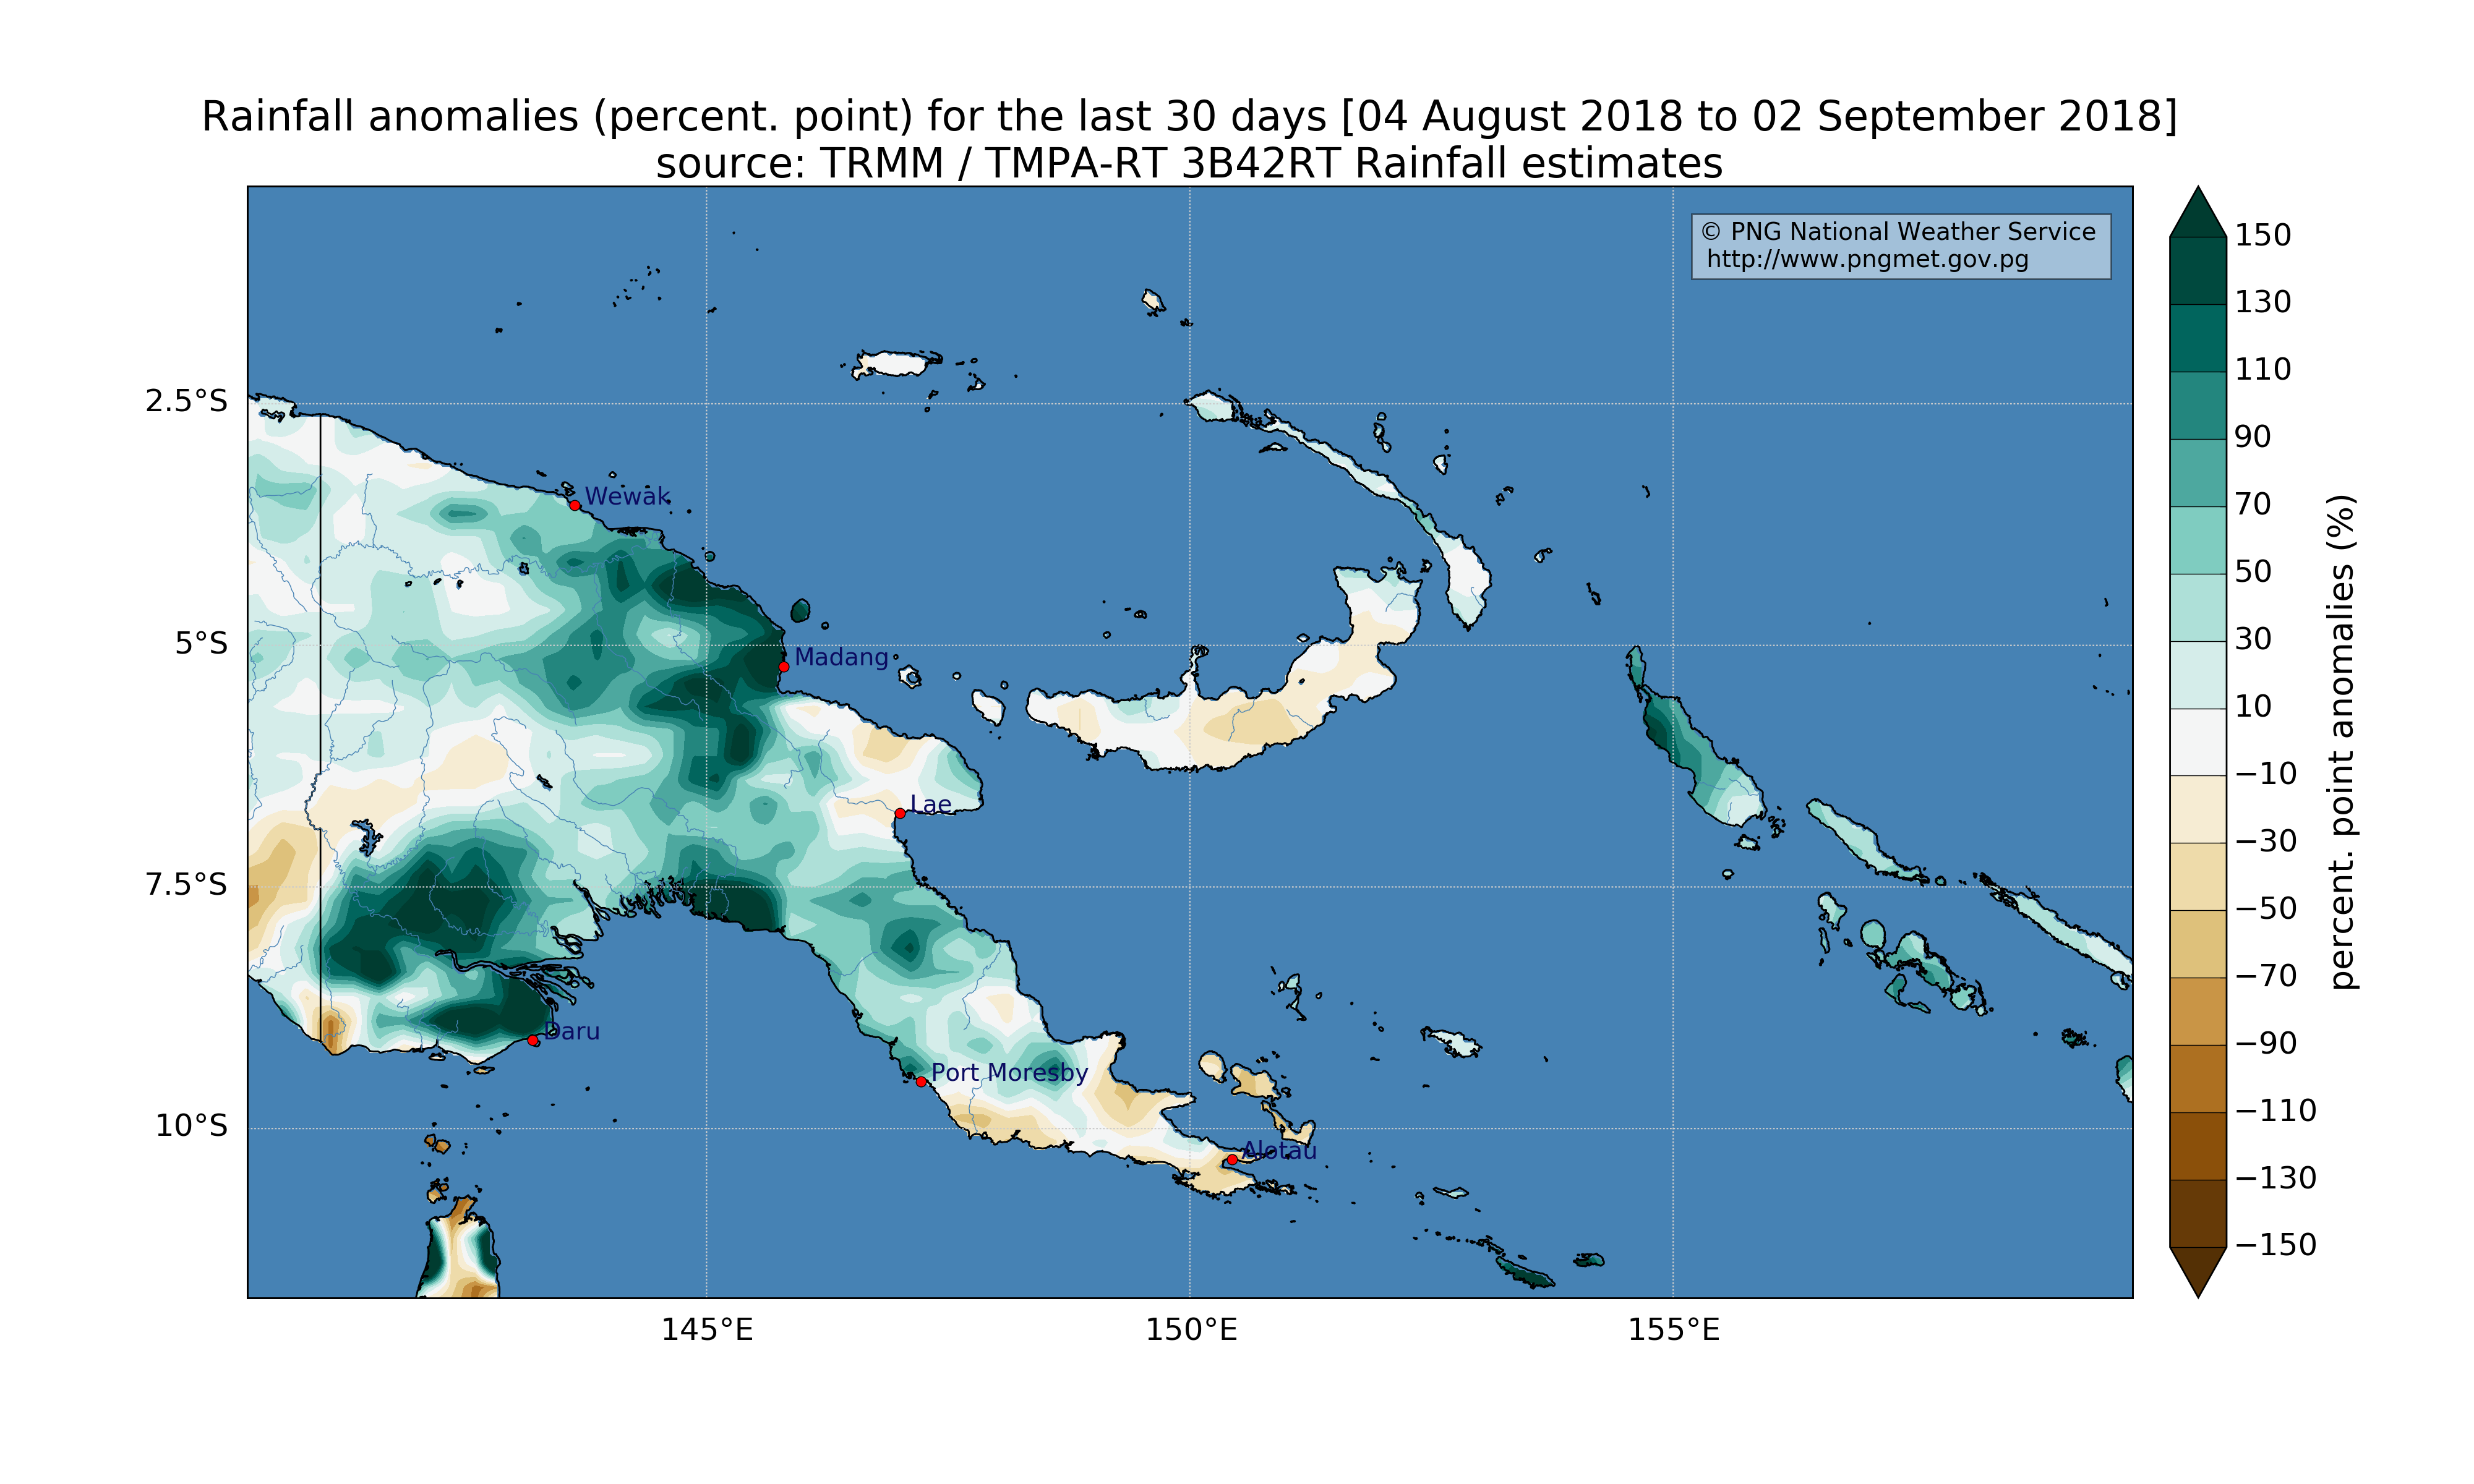 Rainfall anomalies (percent. point) for the last 30 days [04 August 2018 to 02 September 2018]
source: TRMM / TMPA-RT 3B42RT Rainfall estimates
© PNG National Weather Service
http://www.pngmet.gov.pg
2.5°S
5°S
7.5°S
10°S
Wewak
Madang
Lae
Daru
Port Moresby
Alotau
145°E
150°E
155°E
150
130
110
90
70
50
30
10
−10
−30
−50
−70
−90
−110
−130
−150
percent. point anomalies (%)